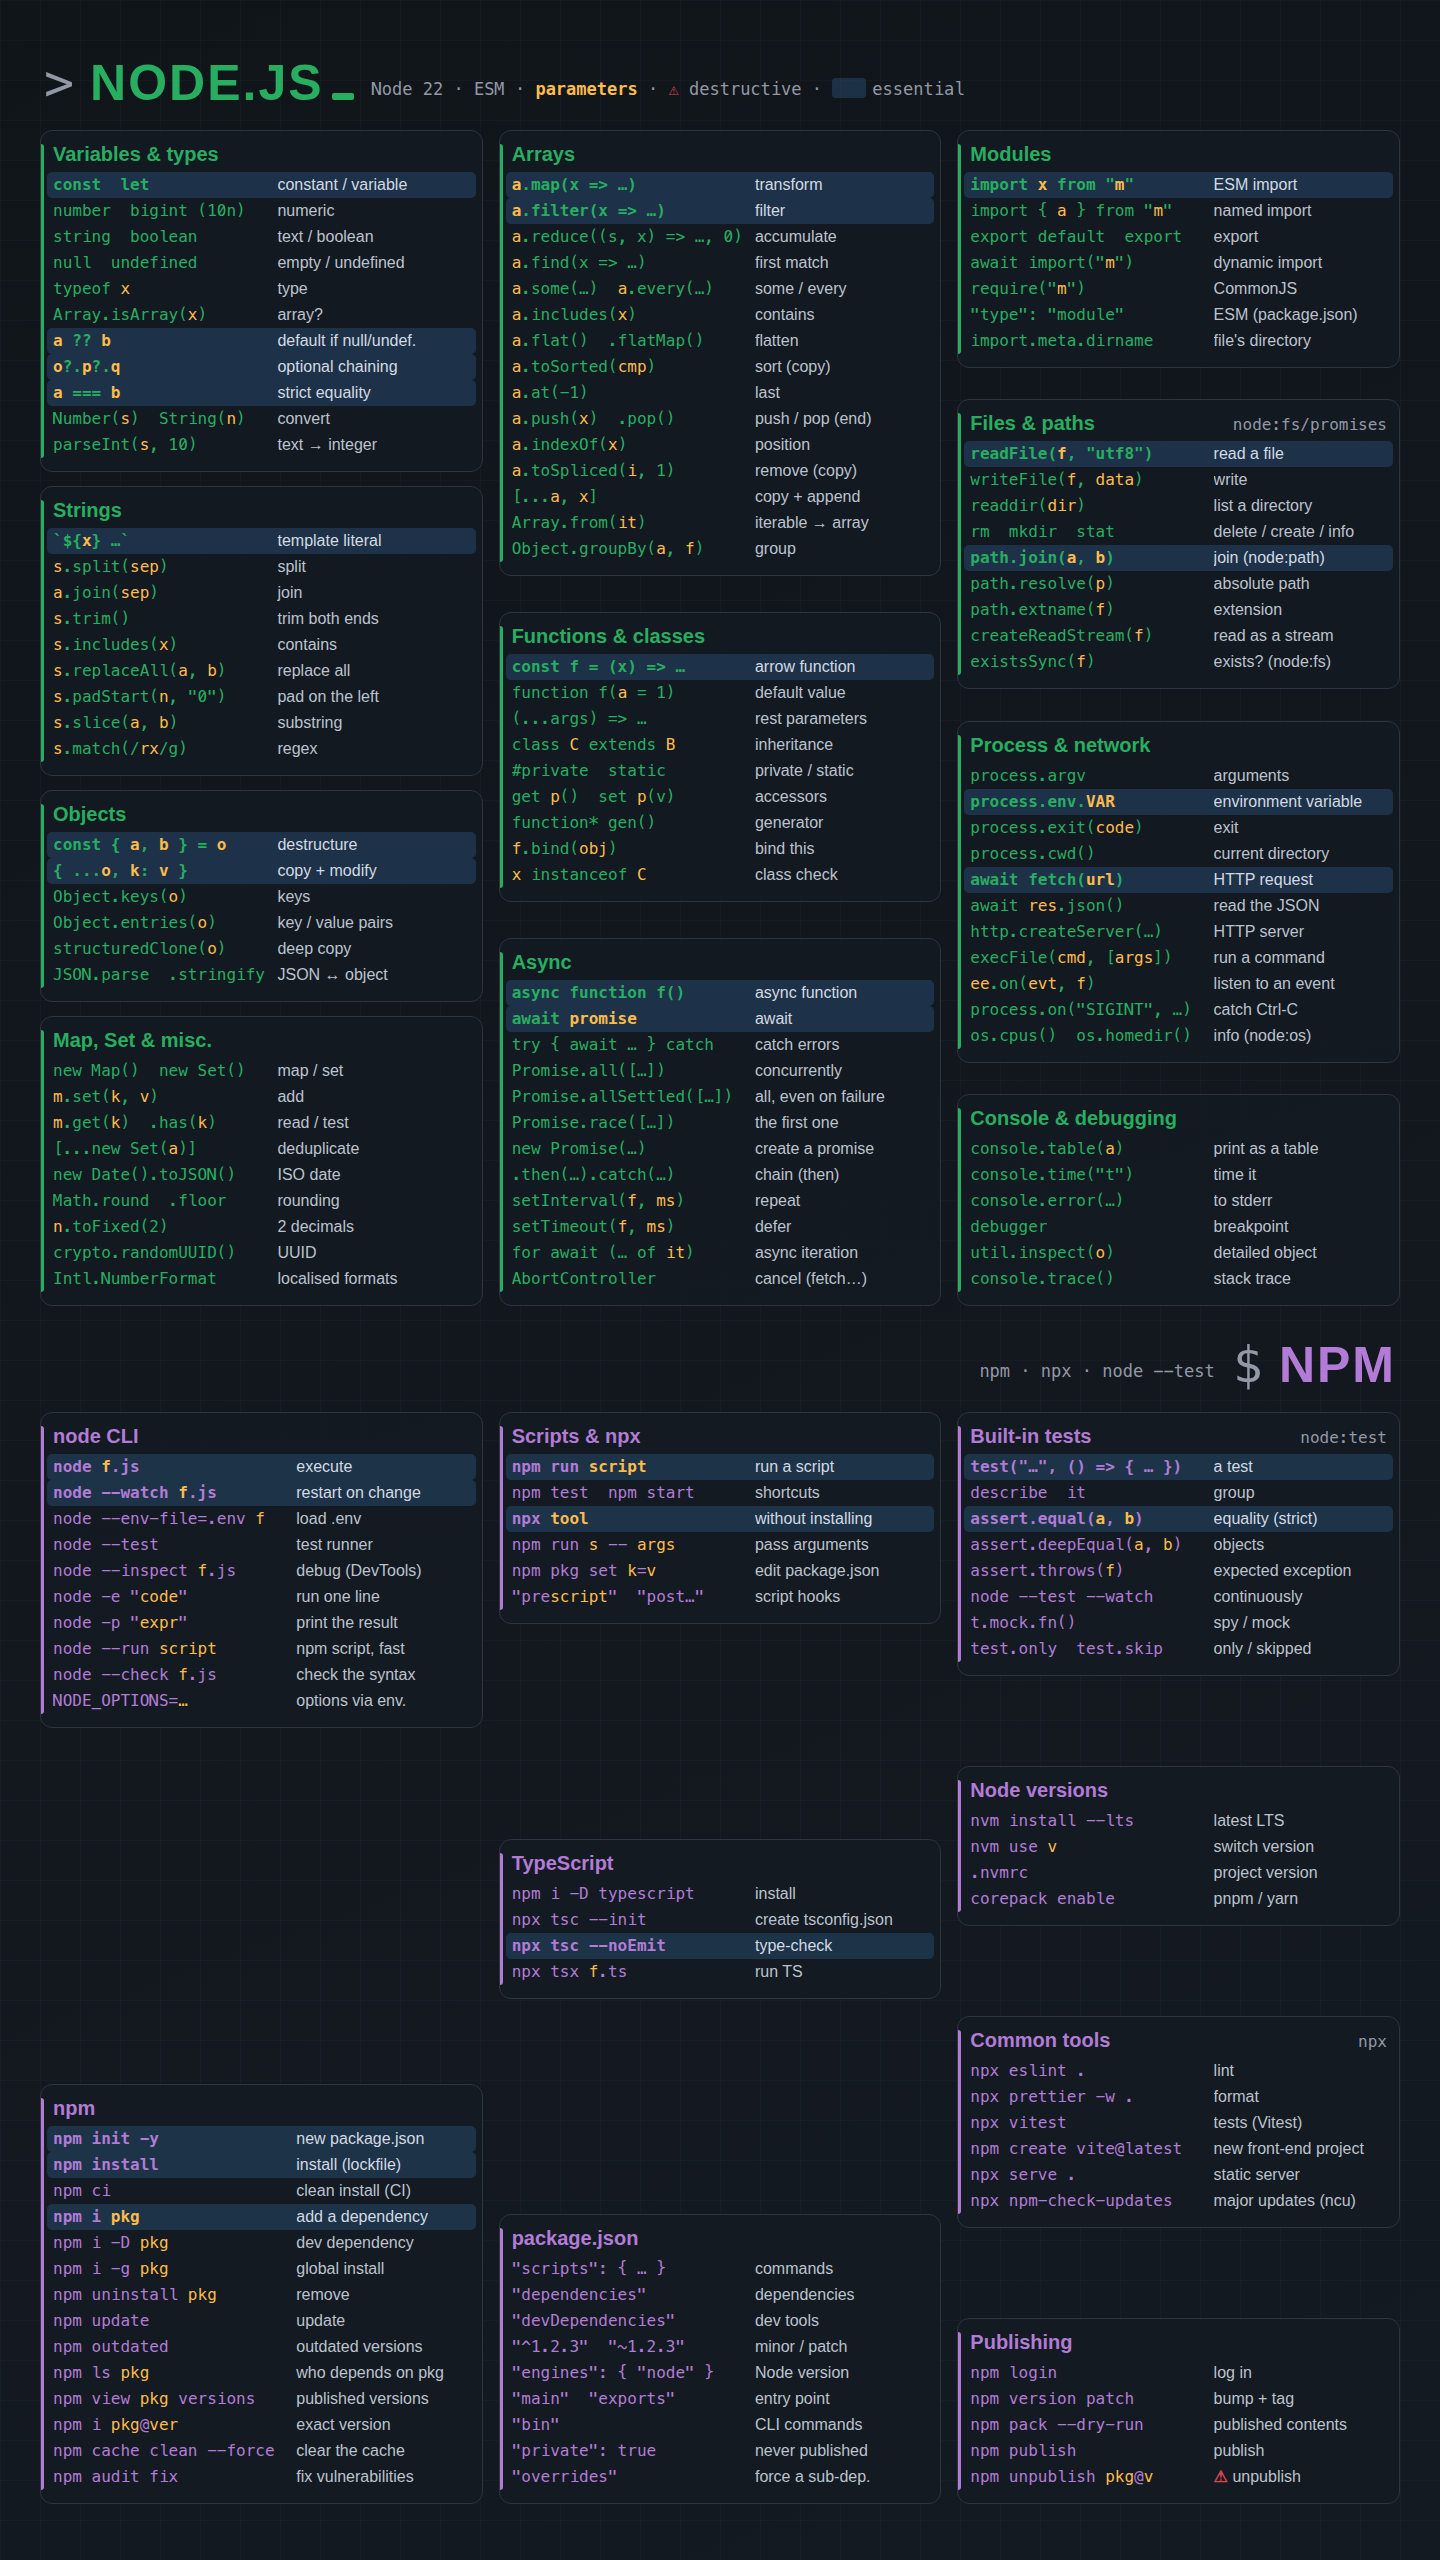 > NODE.JS_ Node 22 · ESM · parameters · ⚠ destructive · essential
Variables & types
const let constant / variable
number bigint (10n) numeric
string boolean text / boolean
null undefined empty / undefined
typeof x type
Array.isArray(x) array?
a ?? b default if null/undef.
o?.p?.q optional chaining
a === b strict equality
Number(s) String(n) convert
parseInt(s, 10) text → integer
Strings
`${x} …` template literal
s.split(sep) split
a.join(sep) join
s.trim() trim both ends
s.includes(x) contains
s.replaceAll(a, b) replace all
s.padStart(n, "0") pad on the left
s.slice(a, b) substring
s.match(/rx/g) regex
Objects
const { a, b } = o destructure
{ ...o, k: v } copy + modify
Object.keys(o) keys
Object.entries(o) key / value pairs
structuredClone(o) deep copy
JSON.parse .stringify JSON ↔ object
Map, Set & misc.
new Map() new Set() map / set
m.set(k, v) add
m.get(k) .has(k) read / test
[...new Set(a)] deduplicate
new Date().toJSON() ISO date
Math.round .floor rounding
n.toFixed(2) 2 decimals
crypto.randomUUID() UUID
Intl.NumberFormat localised formats
Arrays
a.map(x => …) transform
a.filter(x => …) filter
a.reduce((s, x) => …, 0) accumulate
a.find(x => …) first match
a.some(…) a.every(…) some / every
a.includes(x) contains
a.flat() .flatMap() flatten
a.toSorted(cmp) sort (copy)
a.at(−1) last
a.push(x) .pop() push / pop (end)
a.indexOf(x) position
a.toSpliced(i, 1) remove (copy)
[...a, x] copy + append
Array.from(it) iterable → array
Object.groupBy(a, f) group
Functions & classes
const f = (x) => … arrow function
function f(a = 1) default value
(...args) => … rest parameters
class C extends B inheritance
#private static private / static
get p() set p(v) accessors
function* gen() generator
f.bind(obj) bind this
x instanceof C class check
Async
async function f() async function
await promise await
try { await … } catch catch errors
Promise.all([…]) concurrently
Promise.allSettled([…]) all, even on failure
Promise.race([…]) the first one
new Promise(…) create a promise
.then(…).catch(…) chain (then)
setInterval(f, ms) repeat
setTimeout(f, ms) defer
for await (… of it) async iteration
AbortController cancel (fetch…)
Modules
import x from "m" ESM import
import { a } from "m" named import
export default export export
await import("m") dynamic import
require("m") CommonJS
"type": "module" ESM (package.json)
import.meta.dirname file's directory
Files & paths node:fs/promises
readFile(f, "utf8") read a file
writeFile(f, data) write
readdir(dir) list a directory
rm mkdir stat delete / create / info
path.join(a, b) join (node:path)
path.resolve(p) absolute path
path.extname(f) extension
createReadStream(f) read as a stream
existsSync(f) exists? (node:fs)
Process & network
process.argv arguments
process.env.VAR environment variable
process.exit(code) exit
process.cwd() current directory
await fetch(url) HTTP request
await res.json() read the JSON
http.createServer(…) HTTP server
execFile(cmd, [args]) run a command
ee.on(evt, f) listen to an event
process.on("SIGINT", …) catch Ctrl-C
os.cpus() os.homedir() info (node:os)
Console & debugging
console.table(a) print as a table
console.time("t") time it
console.error(…) to stderr
debugger breakpoint
util.inspect(o) detailed object
console.trace() stack trace
npm · npx · node −−test $ NPM
node CLI
node f.js execute
node −−watch f.js restart on change
node −−env−file=.env f load .env
node −−test test runner
node −−inspect f.js debug (DevTools)
node −e "code" run one line
node −p "expr" print the result
node −−run script npm script, fast
node −−check f.js check the syntax
NODE_OPTIONS=… options via env.
npm
npm init −y new package.json
npm install install (lockfile)
npm ci clean install (CI)
npm i pkg add a dependency
npm i −D pkg dev dependency
npm i −g pkg global install
npm uninstall pkg remove
npm update update
npm outdated outdated versions
npm ls pkg who depends on pkg
npm view pkg versions published versions
npm i pkg@ver exact version
npm cache clean −−force clear the cache
npm audit fix fix vulnerabilities
Scripts & npx
npm run script run a script
npm test npm start shortcuts
npx tool without installing
npm run s −− args pass arguments
npm pkg set k=v edit package.json
"prescript" "post…" script hooks
TypeScript
npm i −D typescript install
npx tsc −−init create tsconfig.json
npx tsc −−noEmit type-check
npx tsx f.ts run TS
package.json
"scripts": { … } commands
"dependencies" dependencies
"devDependencies" dev tools
"^1.2.3" "~1.2.3" minor / patch
"engines": { "node" } Node version
"main" "exports" entry point
"bin" CLI commands
"private": true never published
"overrides" force a sub-dep.
Built-in tests node:test
test("…", () => { … }) a test
describe it group
assert.equal(a, b) equality (strict)
assert.deepEqual(a, b) objects
assert.throws(f) expected exception
node −−test −−watch continuously
t.mock.fn() spy / mock
test.only test.skip only / skipped
Node versions
nvm install −−lts latest LTS
nvm use v switch version
.nvmrc project version
corepack enable pnpm / yarn
Common tools npx
npx eslint . lint
npx prettier −w . format
npx vitest tests (Vitest)
npm create vite@latest new front-end project
npx serve . static server
npx npm−check−updates major updates (ncu)
Publishing
npm login log in
npm version patch bump + tag
npm pack −−dry−run published contents
npm publish publish
npm unpublish pkg@v ⚠ unpublish